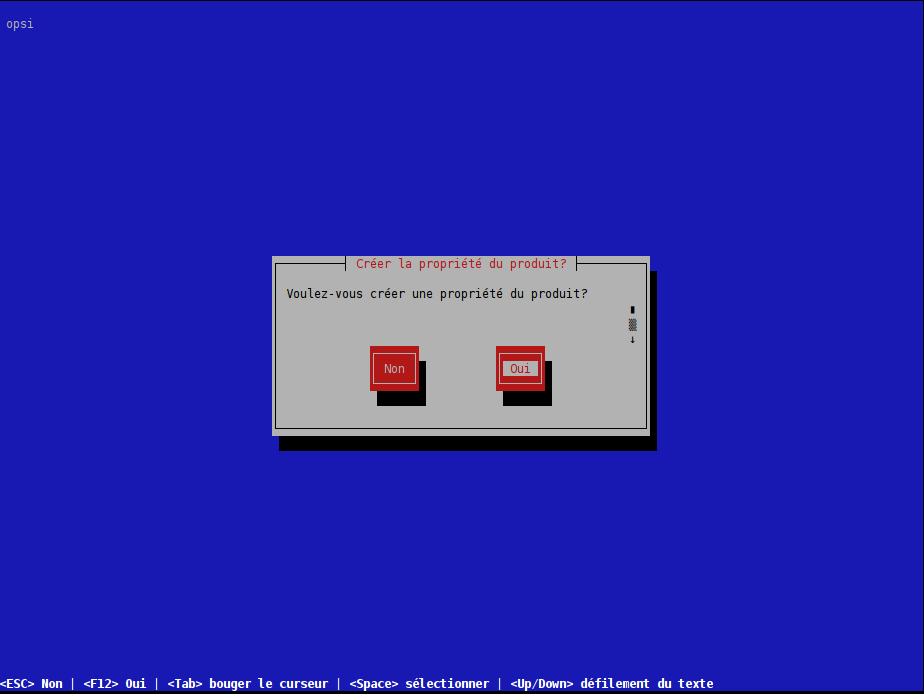 opsi
Créer la propriété du produit?
Voulez-vous créer une propriété du produit?
Non Oui
<ESC> Non | <F12> Oui | <Tab> bouger le curseur | <Space> sélectionner | <Up/Down> défilement du texte